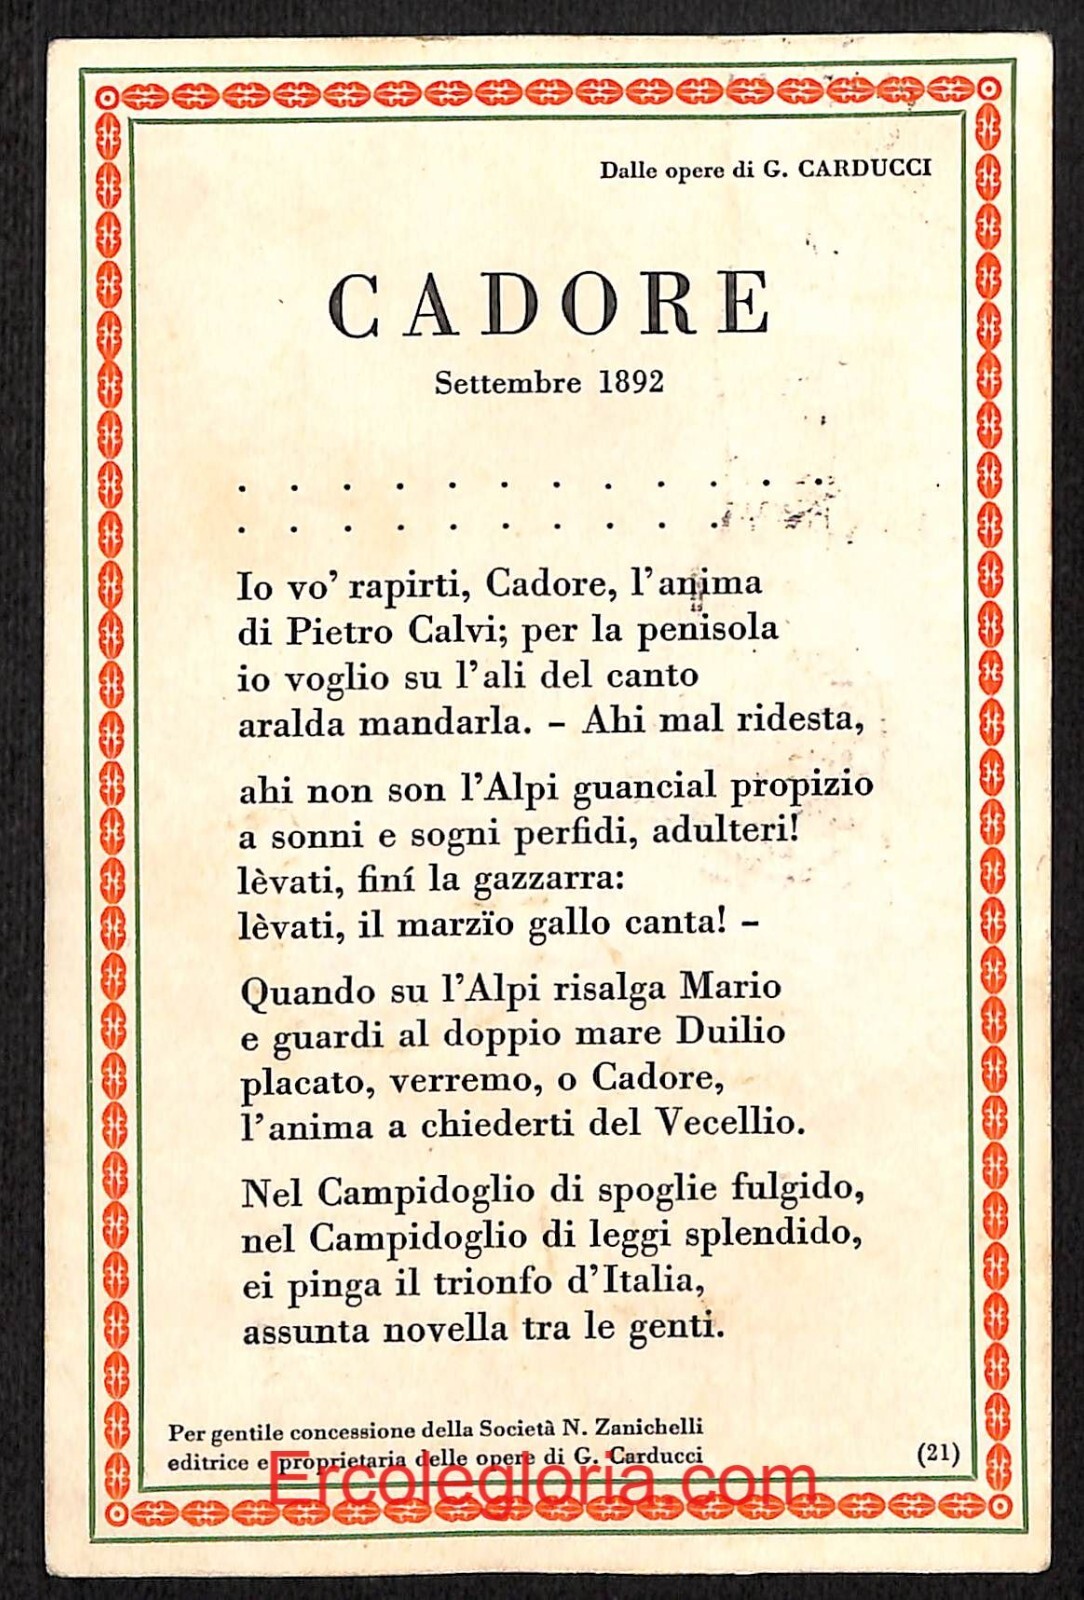 Dalle opere di G. CARDUCCI
CADORE
Settembre 1892
. . . . . . . . . . . .
. . . . . . . . . .
Io vo' rapirti, Cadore, l'anima
di Pietro Calvi; per la penisola
io voglio su l'ali del canto
aralda mandarla. – Ahi mal ridesta,
ahi non son l'Alpi guancial propizio
a sonni e sogni perfidi, adulteri!
lèvati, finí la gazzarra:
lèvati, il marzïo gallo canta! –
Quando su l'Alpi risalga Mario
e guardi al doppio mare Duilio
placato, verremo, o Cadore,
l'anima a chiederti del Vecellio.
Nel Campidoglio di spoglie fulgido,
nel Campidoglio di leggi splendido,
ei pinga il trionfo d'Italia,
assunta novella tra le genti.
Per gentile concessione della Società N. Zanichelli
editrice e proprietaria delle opere di G. Carducci
(21)
Ercolegloria.com